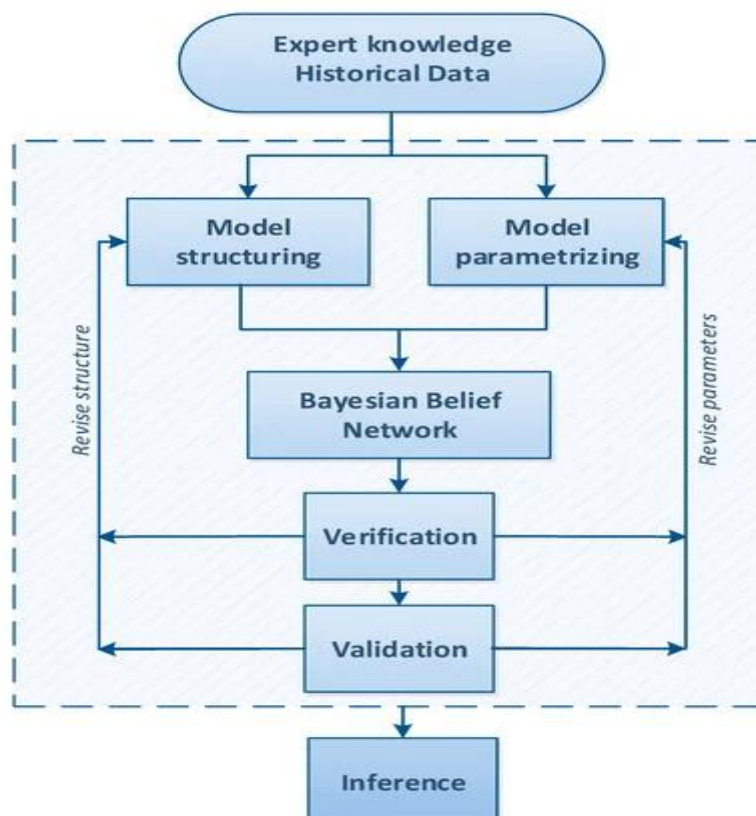 Expert knowledge
Historical Data
Model
structuring
Model
parametrizing
Revise structure
Revise parameters
Bayesian Belief
Network
Verification
Validation
Inference